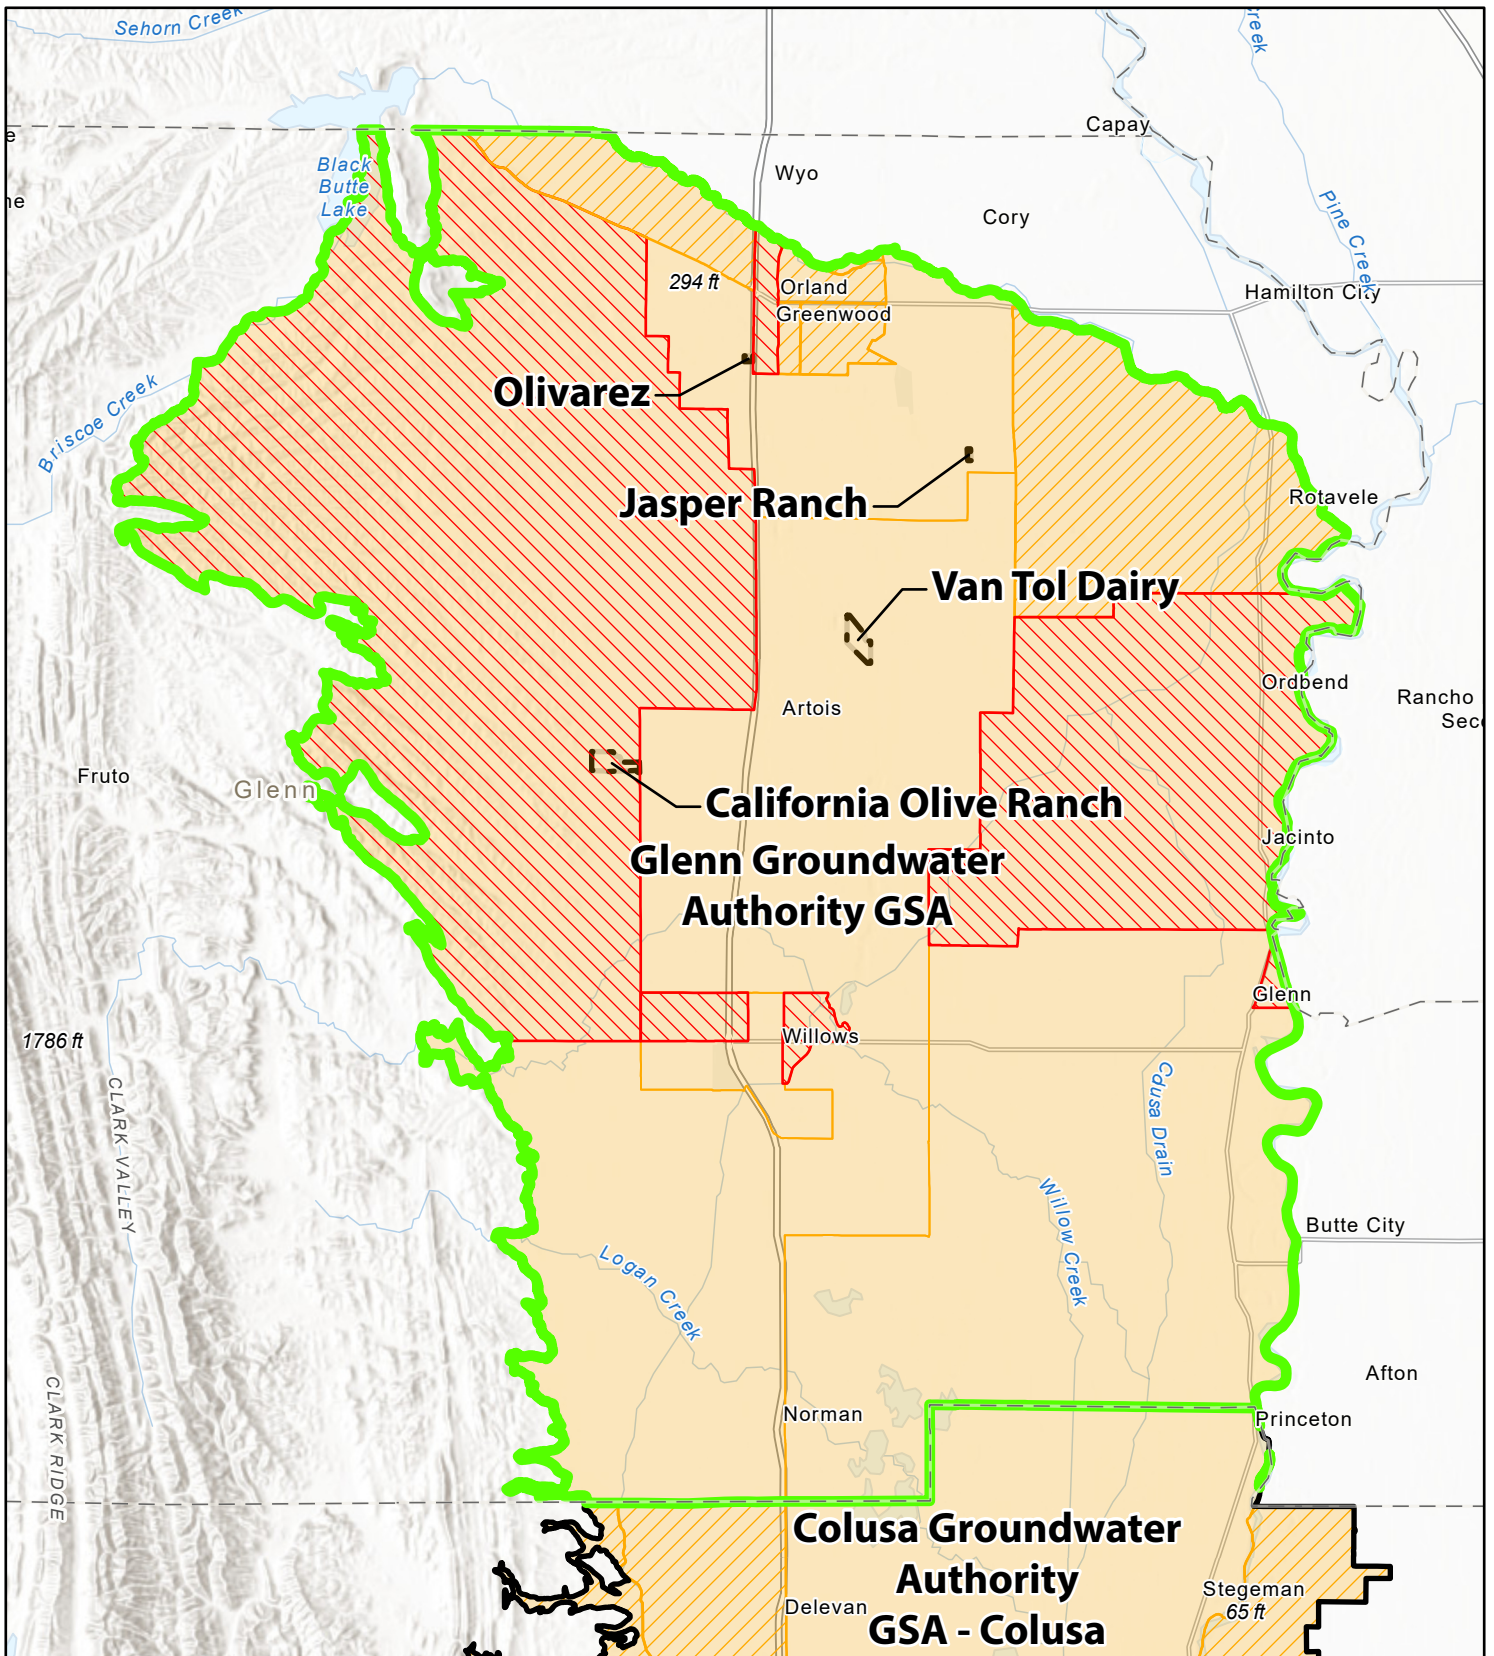 Sehorn Creek
Creek
Capay
Black
Butte
Lake
Wyo
Cory
Pine Creek
294 ft
Orland
Greenwood
Hamilton City
Olivarez
Briscoe Creek
Jasper Ranch
Rotavele
Van Tol Dairy
Ordbend
Rancho
Seco
Artois
Fruto
Glenn
California Olive Ranch
Jacinto
Glenn Groundwater
Authority GSA
Glenn
1786 ft
Willows
CLARK VALLEY
Colusa Drain
Willow Creek
Butte City
Logan Creek
Afton
CLARK RIDGE
Norman
Princeton
Colusa Groundwater
Authority
GSA - Colusa
Stegeman
65 ft
Delevan